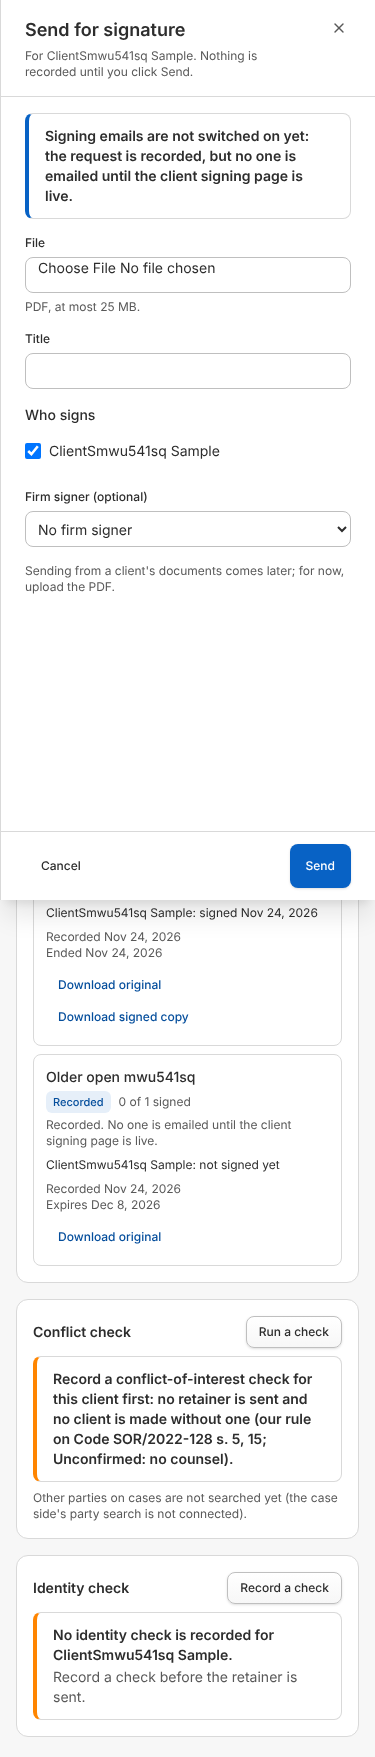 Send for signature
For ClientSmwu541sq Sample. Nothing is
recorded until you click Send.
Signing emails are not switched on yet:
the request is recorded, but no one is
emailed until the client signing page is
live.
File
Choose File No file chosen
PDF, at most 25 MB.
Title
Who signs
ClientSmwu541sq Sample
Firm signer (optional)
No firm signer
Sending from a client's documents comes later; for now,
upload the PDF.
Cancel
Send
ClientSmwu541sq Sample: signed Nov 24, 2026
Recorded Nov 24, 2026
Ended Nov 24, 2026
Download original
Download signed copy
Older open mwu541sq
Recorded 0 of 1 signed
Recorded. No one is emailed until the client
signing page is live.
ClientSmwu541sq Sample: not signed yet
Recorded Nov 24, 2026
Expires Dec 8, 2026
Download original
Conflict check
Run a check
Record a conflict-of-interest check for
this client first: no retainer is sent and
no client is made without one (our rule
on Code SOR/2022-128 s. 5, 15;
Unconfirmed: no counsel).
Other parties on cases are not searched yet (the case
side's party search is not connected).
Identity check
Record a check
No identity check is recorded for
ClientSmwu541sq Sample.
Record a check before the retainer is
sent.